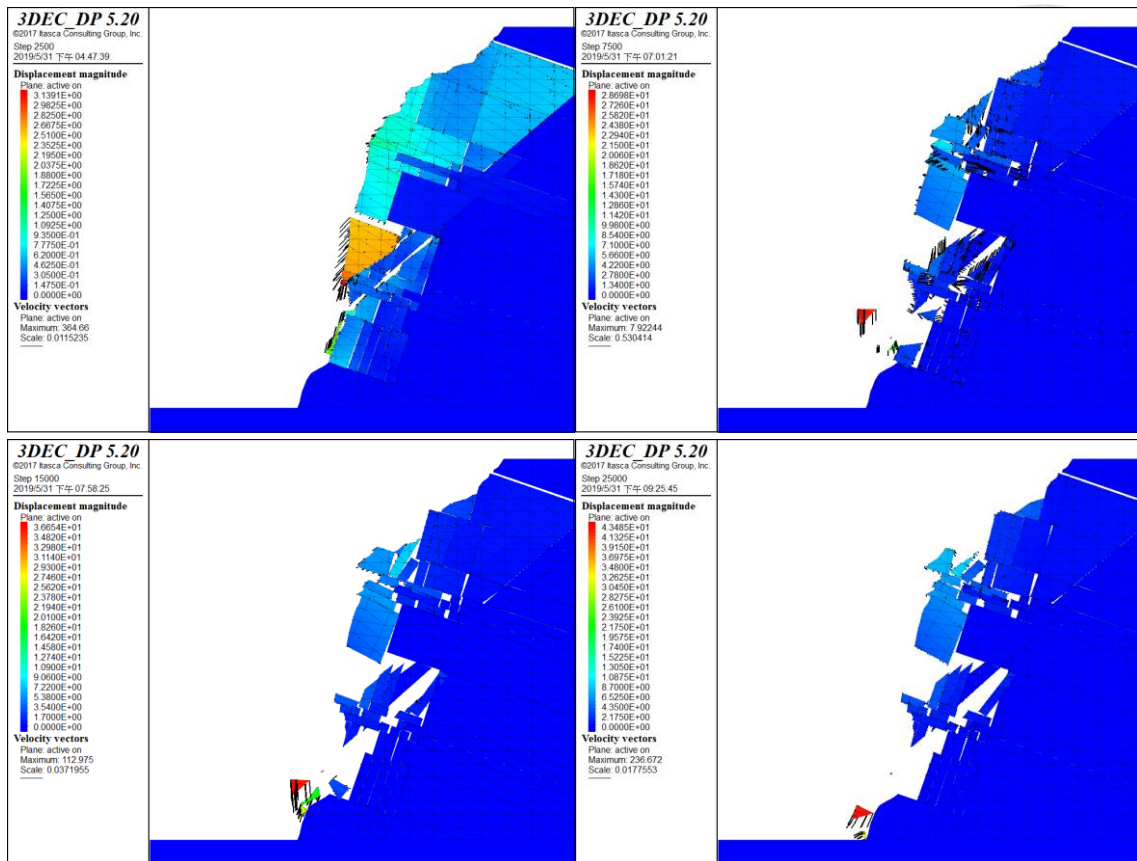 3DEC_DP 5.20
©2017 Itasca Consulting Group, Inc.
Step 2500
2019/5/31 下午 04:47:39
Displacement magnitude
Plane: active on
3.1391E+00
2.9825E+00
2.8250E+00
2.6675E+00
2.5100E+00
2.3525E+00
2.1950E+00
2.0375E+00
1.8800E+00
1.7225E+00
1.5650E+00
1.4075E+00
1.2500E+00
1.0925E+00
9.3500E-01
7.7750E-01
6.2000E-01
4.6250E-01
3.0500E-01
1.4750E-01
0.0000E+00
Velocity vectors
Plane: active on
Maximum: 364.66
Scale: 0.0115235
3DEC_DP 5.20
©2017 Itasca Consulting Group, Inc.
Step 7500
2019/5/31 下午 07:01:21
Displacement magnitude
Plane: active on
2.8698E+01
2.7260E+01
2.5820E+01
2.4380E+01
2.2940E+01
2.1500E+01
2.0060E+01
1.8620E+01
1.7180E+01
1.5740E+01
1.4300E+01
1.2860E+01
1.1420E+01
9.9800E+00
8.5400E+00
7.1000E+00
5.6600E+00
4.2200E+00
2.7800E+00
1.3400E+00
0.0000E+00
Velocity vectors
Plane: active on
Maximum: 7.92244
Scale: 0.530414
3DEC_DP 5.20
©2017 Itasca Consulting Group, Inc.
Step 15000
2019/5/31 下午 07:58:25
Displacement magnitude
Plane: active on
3.6654E+01
3.4820E+01
3.2980E+01
3.1140E+01
2.9300E+01
2.7460E+01
2.5620E+01
2.3780E+01
2.1940E+01
2.0100E+01
1.8260E+01
1.6420E+01
1.4580E+01
1.2740E+01
1.0900E+01
9.0600E+00
7.2200E+00
5.3800E+00
3.5400E+00
1.7000E+00
0.0000E+00
Velocity vectors
Plane: active on
Maximum: 112.975
Scale: 0.0371955
3DEC_DP 5.20
©2017 Itasca Consulting Group, Inc.
Step 25000
2019/5/31 下午 09:25:45
Displacement magnitude
Plane: active on
4.3485E+01
4.1325E+01
3.9150E+01
3.6975E+01
3.4800E+01
3.2625E+01
3.0450E+01
2.8275E+01
2.6100E+01
2.3925E+01
2.1750E+01
1.9575E+01
1.7400E+01
1.5225E+01
1.3050E+01
1.0875E+01
8.7000E+00
6.5250E+00
4.3500E+00
2.1750E+00
0.0000E+00
Velocity vectors
Plane: active on
Maximum: 236.672
Scale: 0.0177553